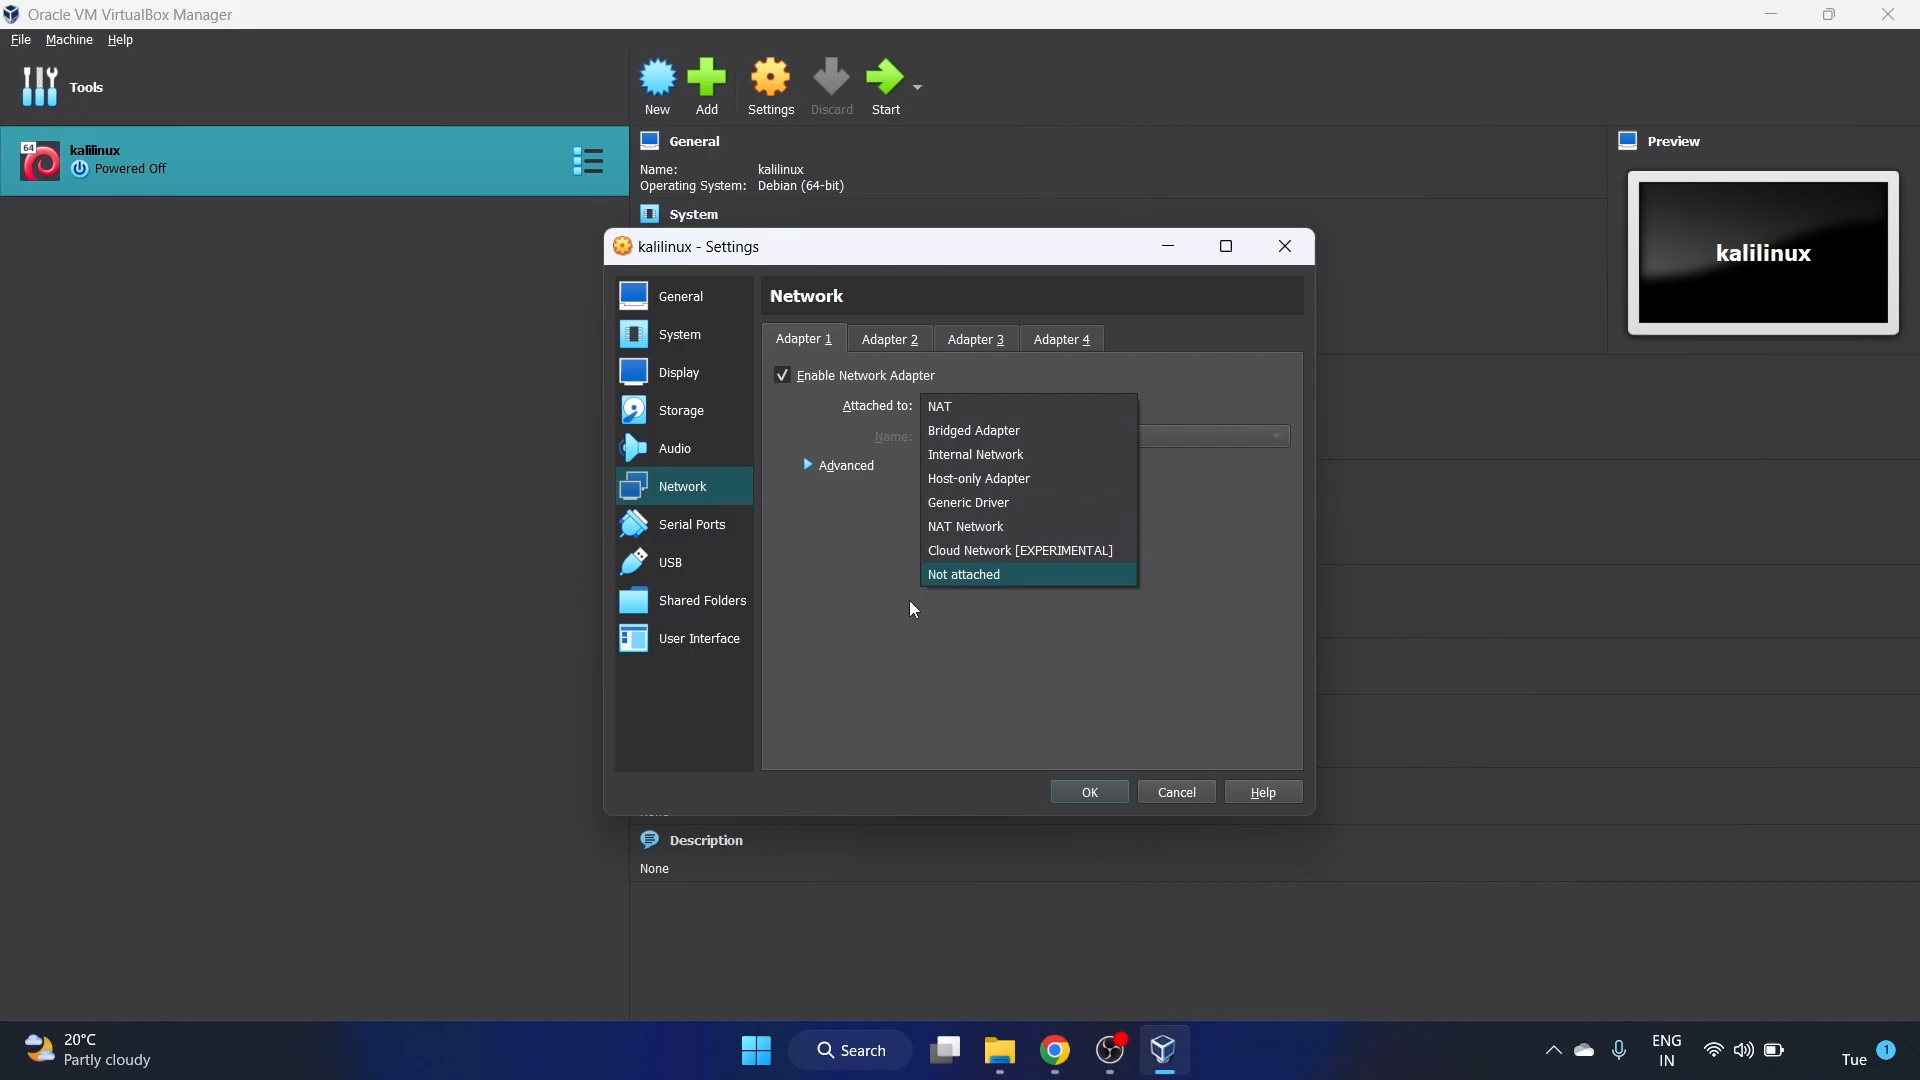 Oracle VM VirtualBox Manager
File Machine Help
Tools
New Add Settings Discard Start
64
kalilinux
Powered Off
General
Name: kalilinux
Operating System: Debian (64-bit)
System
Preview
kalilinux
kalilinux - Settings
General
System
Display
Storage
Audio
Network
Serial Ports
USB
Shared Folders
User Interface
Network
Adapter 1 Adapter 2 Adapter 3 Adapter 4
Enable Network Adapter
Attached to:
Name:
Advanced
NAT
Bridged Adapter
Internal Network
Host-only Adapter
Generic Driver
NAT Network
Cloud Network [EXPERIMENTAL]
Not attached
OK Cancel Help
Description
None
20°C
Partly cloudy
Search
ENG
IN
Tue
1